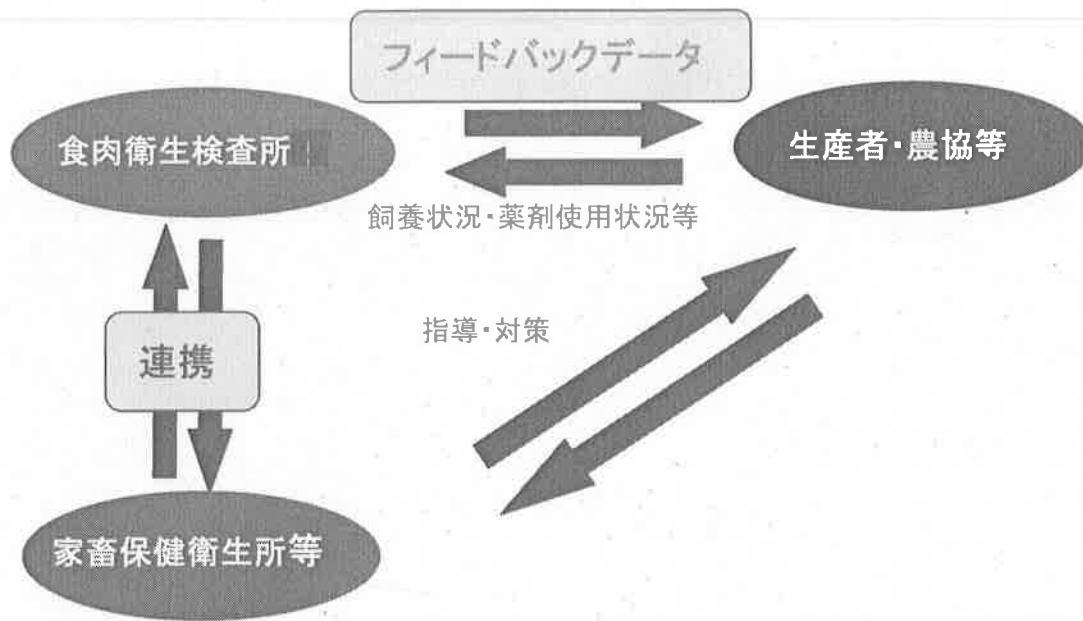 フィードバックデータ
食肉衛生検査所
生産者・農協等
飼養状況・薬剤使用状況等
指導・対策
連携
家畜保健衛生所等